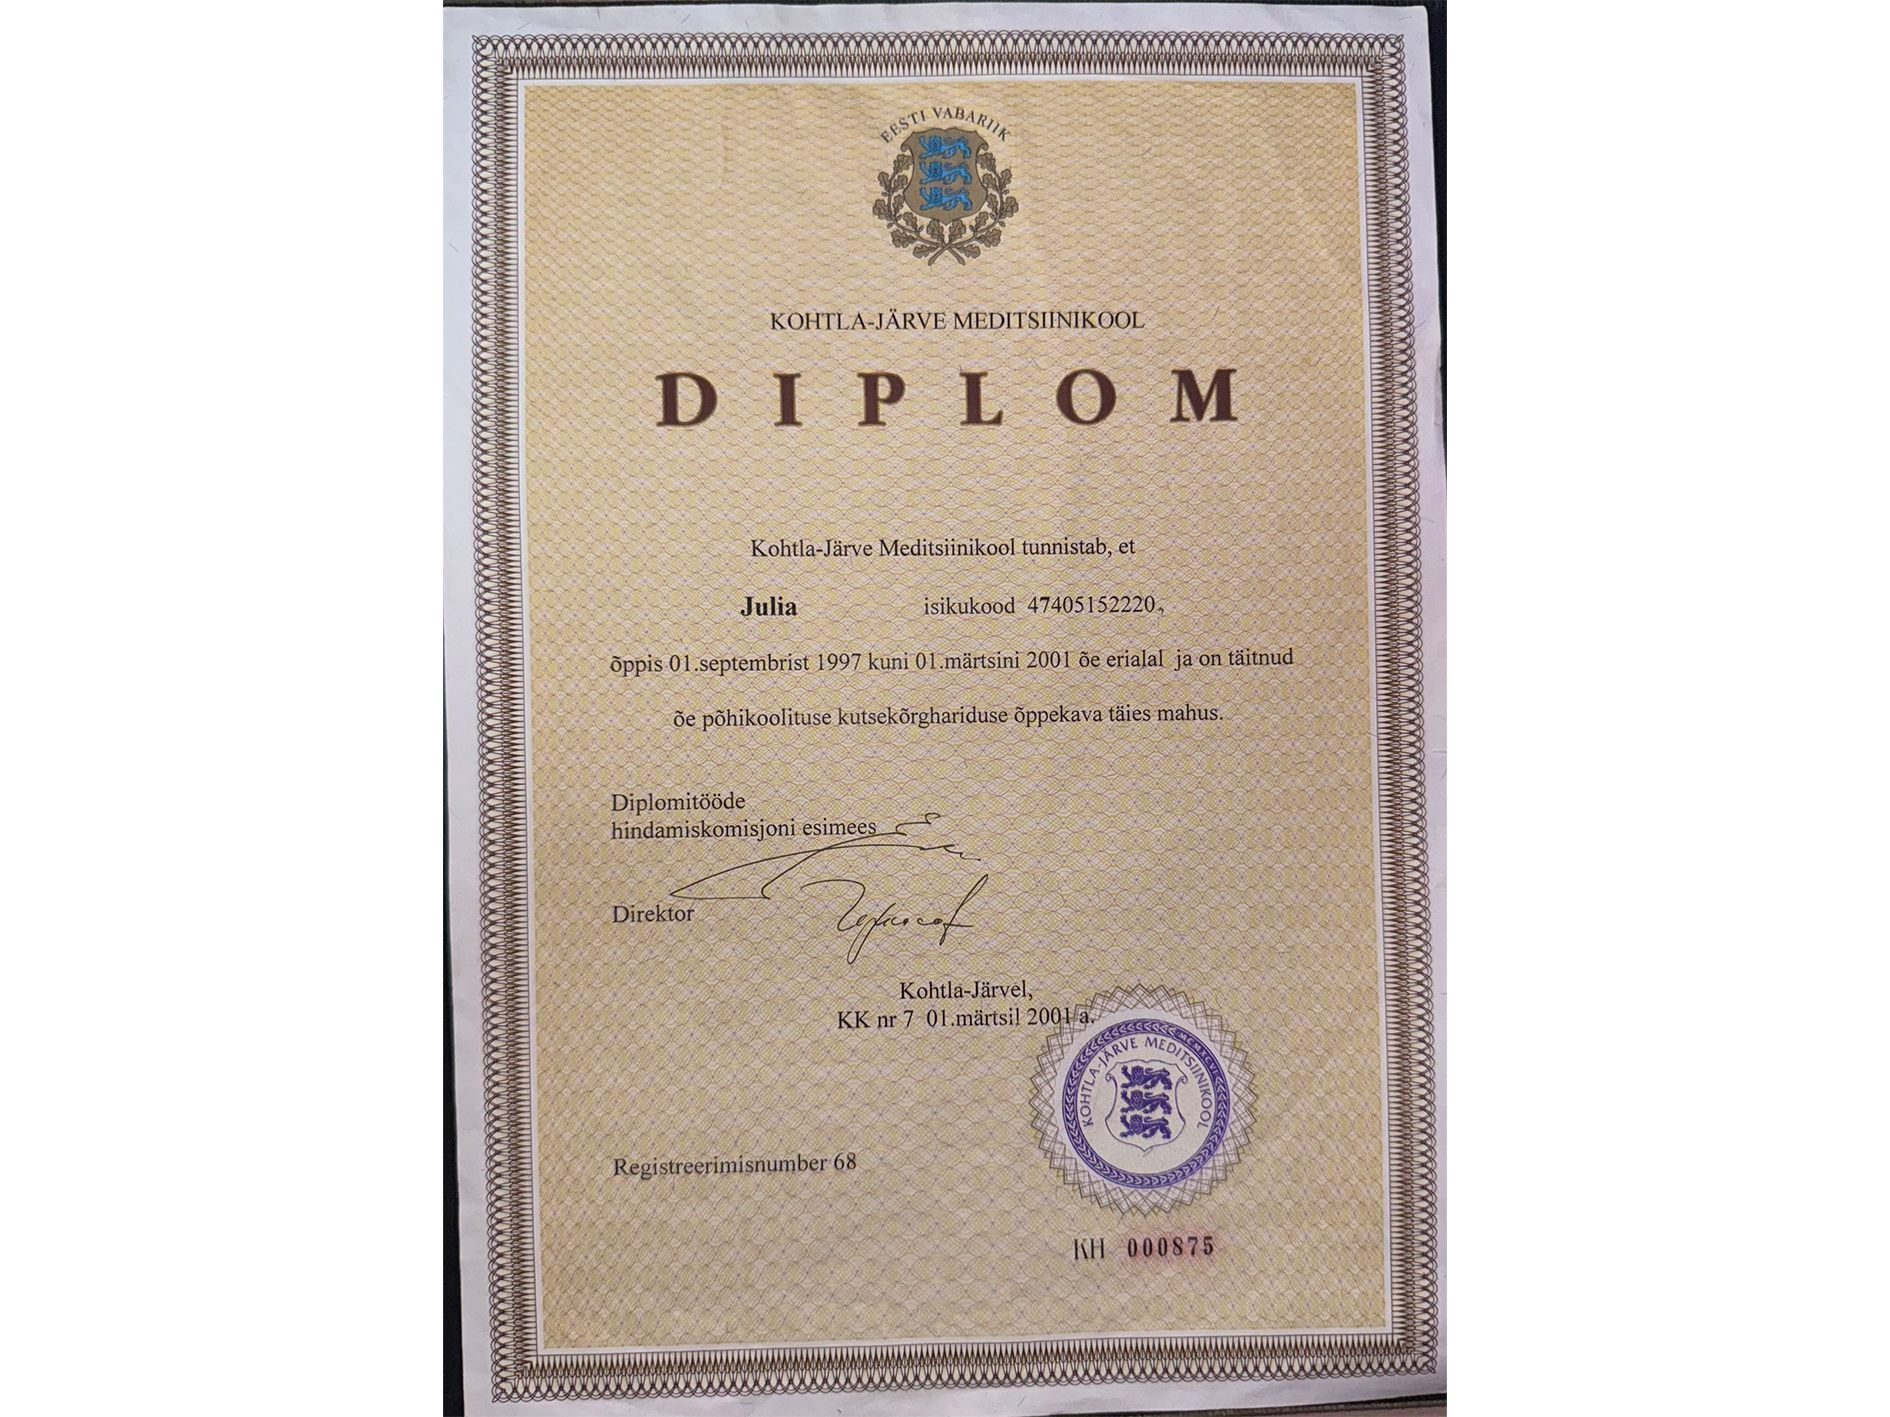 EESTI VABARIIK
KOHTLA-JÄRVE MEDITSIINIKOOL
DIPLOM
Kohtla-Järve Meditsiinikool tunnistab, et
Julia isikukood 47405152220,
õppis 01.septembrist 1997 kuni 01.märtsini 2001 õe erialal ja on täitnud
õe põhikoolituse kutsekõrghariduse õppekava täies mahus.
Diplomitööde
hindamiskomisjoni esimees
Direktor
Kohtla-Järvel,
KK nr 7 01.märtsil 2001 a.
KOHTLA-JÄRVE MEDITSIINIKOOL
MCMXCVI
Registreerimisnumber 68
KH 000875